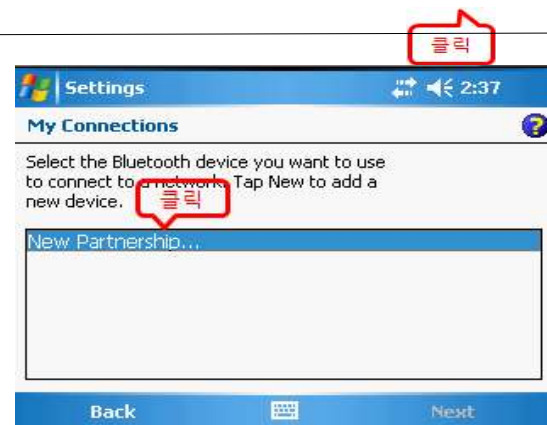 클릭
Settings 2:37
My Connections
Select the Bluetooth device you want to use
to connect to a network. Tap New to add a
new device.
클릭
New Partnership...
Back Next